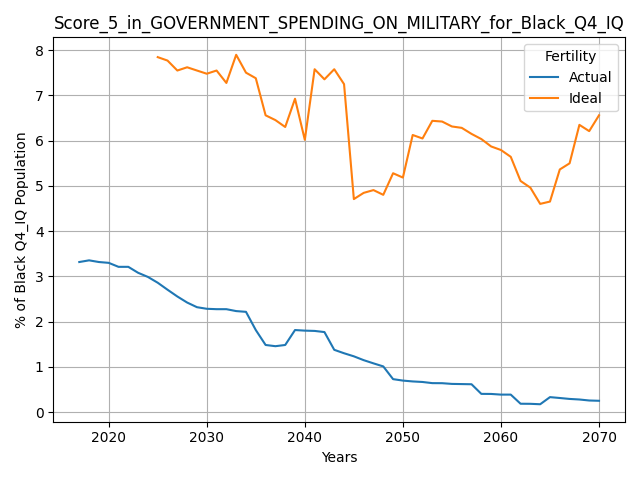 Score_5_in_GOVERNMENT_SPENDING_ON_MILITARY_for_Black_Q4_IQ
Fertility
Actual
Ideal
% of Black Q4_IQ Population
8
7
6
5
4
3
2
1
0
2020 2030 2040 2050 2060 2070
Years